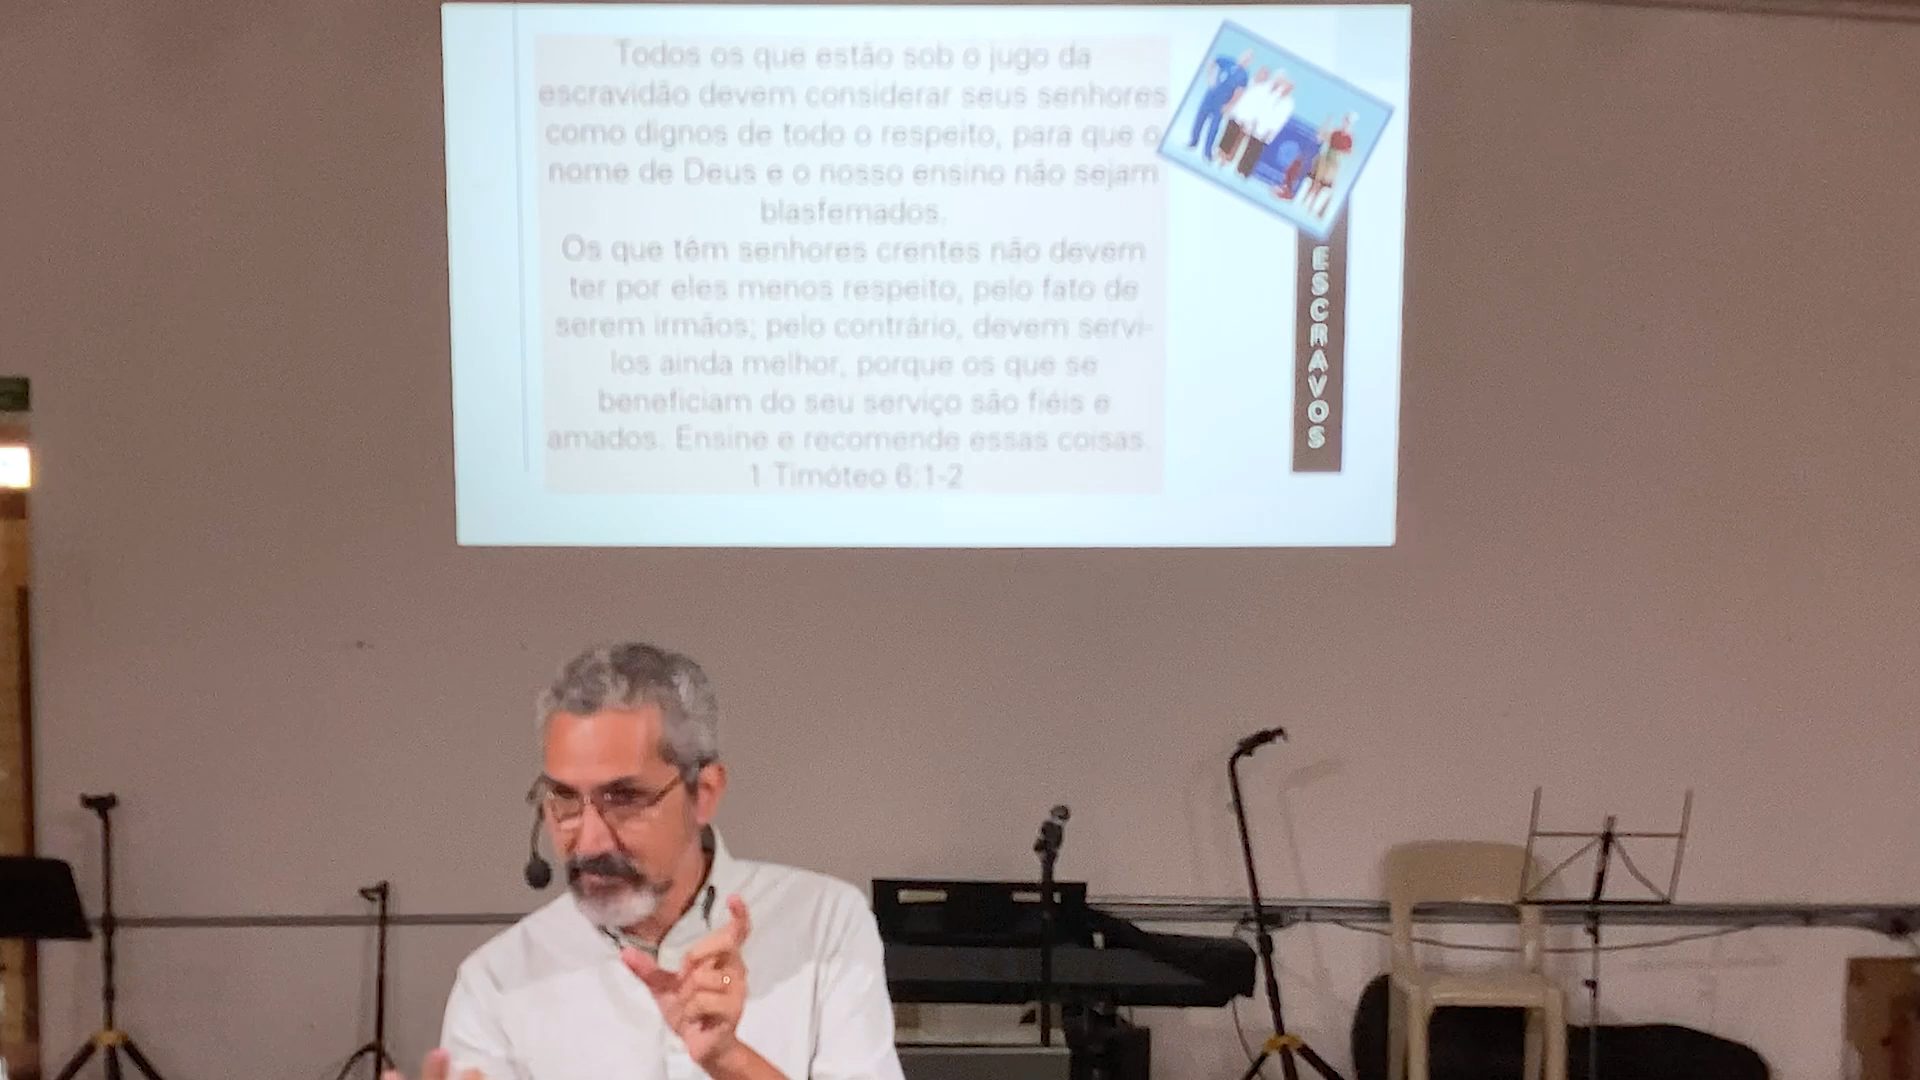 Todos os que estão sob o jugo da
escravidão devem considerar seus senhores
como dignos de todo o respeito, para que o
nome de Deus e o nosso ensino não sejam
blasfemados.
Os que têm senhores crentes não devem
ter por eles menos respeito, pelo fato de
serem irmãos; pelo contrário, devem servi-
los ainda melhor, porque os que se
beneficiam do seu serviço são fiéis e
amados. Ensine e recomende essas coisas.
1 Timóteo 6:1-2
ESCRAVOS